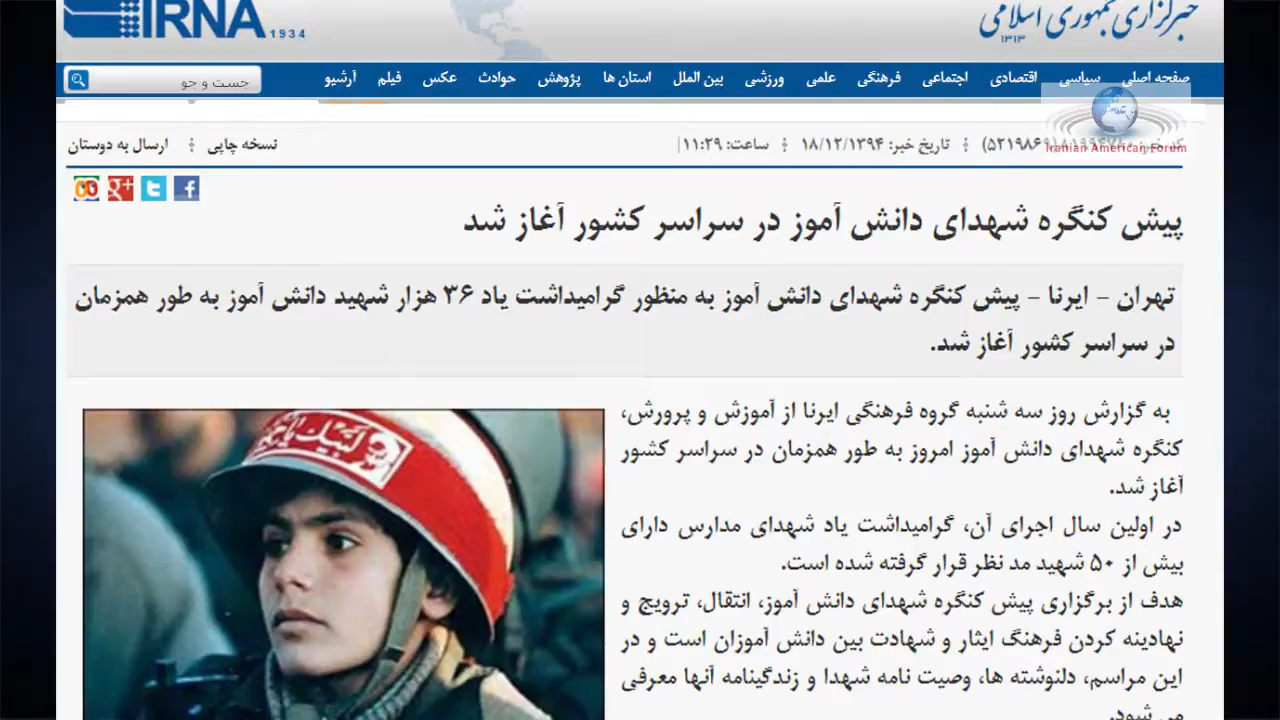 IRNA 1934
خبرگزاری جمهوری اسلامی
۱۳۱۳
صفحه اصلی سیاسی اقتصادی اجتماعی فرهنگی علمی ورزشی بین الملل استان ها پژوهش حوادث عکس فیلم آرشیو
جست و جو
Iranian American Forum
تاریخ خبر: ۱۸/۱۲/۱۳۹۴ ساعت: ۱۱:۲۹
نسخه چاپی ارسال به دوستان
پیش کنگره شهدای دانش آموز در سراسر کشور آغاز شد
تهران - ایرنا - پیش کنگره شهدای دانش آموز به منظور گرامیداشت یاد ۳۶ هزار شهید دانش آموز به طور همزمان
در سراسر کشور آغاز شد.
به گزارش روز سه شنبه گروه فرهنگی ایرنا از آموزش و پرورش،
کنگره شهدای دانش آموز امروز به طور همزمان در سراسر کشور
آغاز شد.
در اولین سال اجرای آن، گرامیداشت یاد شهدای مدارس دارای
بیش از ۵۰ شهید مد نظر قرار گرفته شده است.
هدف از برگزاری پیش کنگره شهدای دانش آموز، انتقال، ترویج و
نهادینه کردن فرهنگ ایثار و شهادت بین دانش آموزان است و در
این مراسم، دلنوشته ها، وصیت نامه شهدا و زندگینامه آنها معرفی
می شود.
لبیک یا